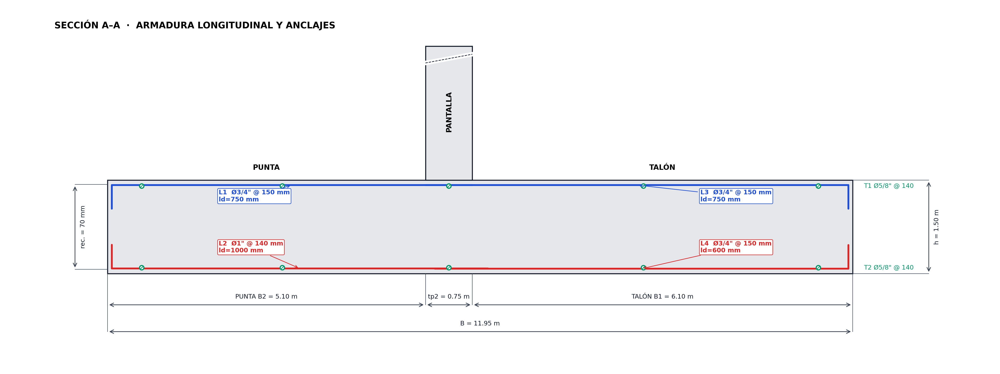 SECCIÓN A–A · ARMADURA LONGITUDINAL Y ANCLAJES
PANTALLA
PUNTA
TALÓN
L1 Ø3/4" @ 150 mm
ld=750 mm
L3 Ø3/4" @ 150 mm
ld=750 mm
T1 Ø5/8" @ 140
rec. = 70 mm
h = 1.50 m
L2 Ø1" @ 140 mm
ld=1000 mm
L4 Ø3/4" @ 150 mm
ld=600 mm
T2 Ø5/8" @ 140
PUNTA B2 = 5.10 m
tp2 = 0.75 m
TALÓN B1 = 6.10 m
B = 11.95 m